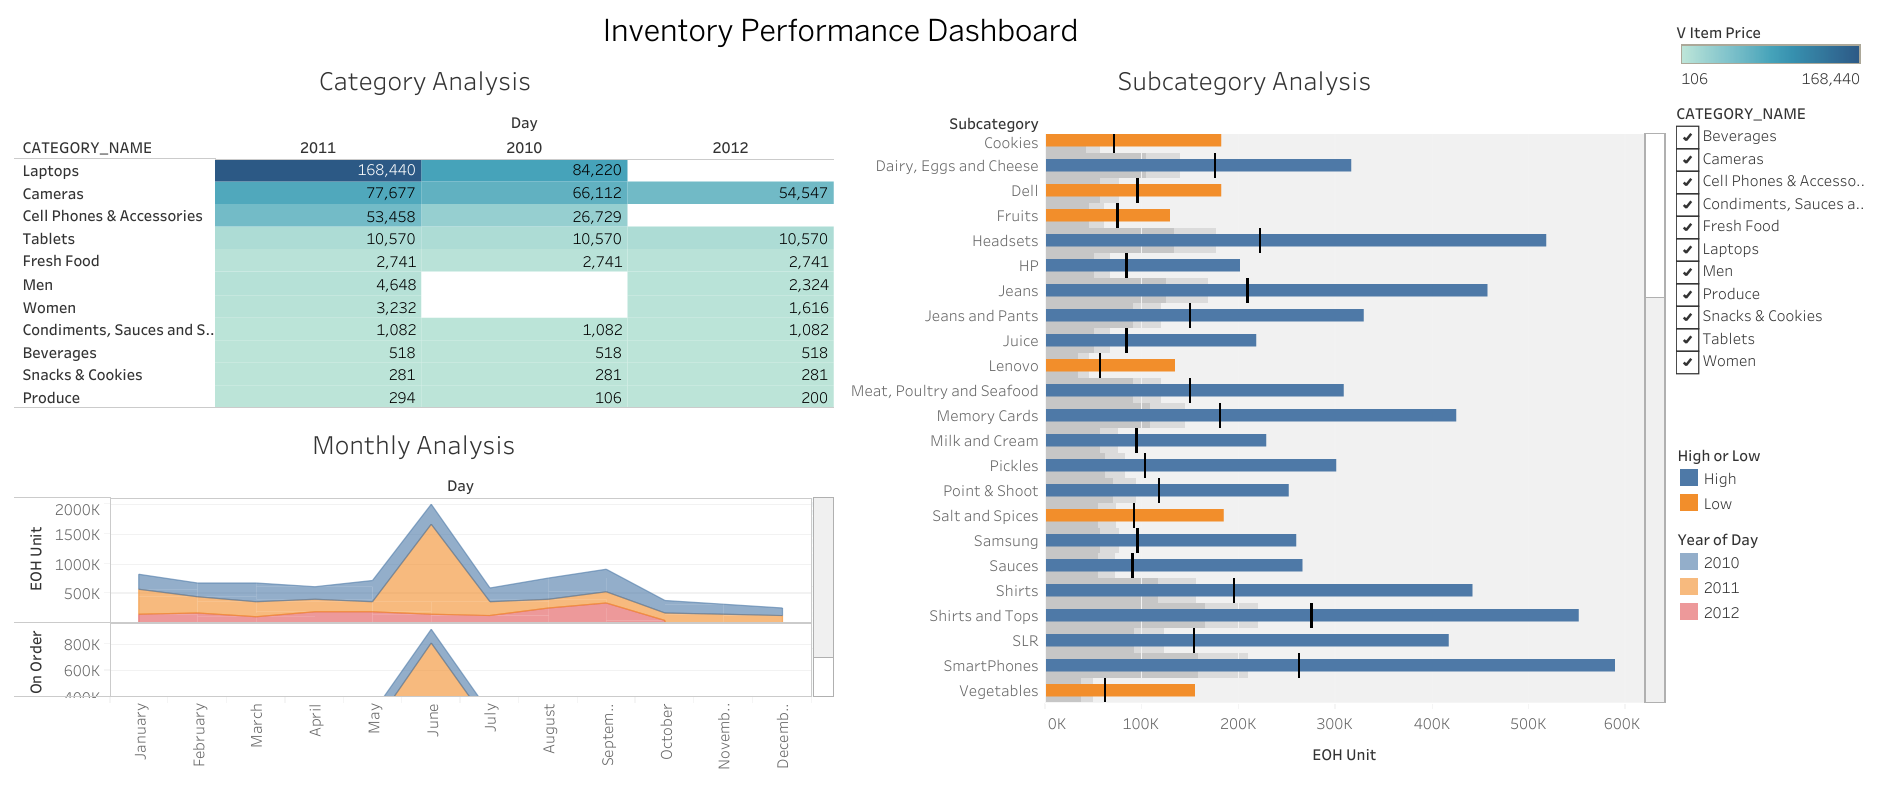 Inventory Performance Dashboard
Category Analysis
Day
CATEGORY_NAME 2011 2010 2012
Laptops 168,440 84,220
Cameras 77,677 66,112 54,547
Cell Phones & Accessories 53,458 26,729
Tablets 10,570 10,570 10,570
Fresh Food 2,741 2,741 2,741
Men 4,648 2,324
Women 3,232 1,616
Condiments, Sauces and S.. 1,082 1,082 1,082
Beverages 518 518 518
Snacks & Cookies 281 281 281
Produce 294 106 200
Monthly Analysis
Day
EOH Unit
2000K
1500K
1000K
500K
On Order
800K
600K
400K
January
February
March
April
May
June
July
August
Septem..
October
Novemb..
Decemb..
Subcategory Analysis
Subcategory
Cookies
Dairy, Eggs and Cheese
Dell
Fruits
Headsets
HP
Jeans
Jeans and Pants
Juice
Lenovo
Meat, Poultry and Seafood
Memory Cards
Milk and Cream
Pickles
Point & Shoot
Salt and Spices
Samsung
Sauces
Shirts
Shirts and Tops
SLR
SmartPhones
Vegetables
0K 100K 200K 300K 400K 500K 600K
EOH Unit
V Item Price
106 168,440
CATEGORY_NAME
Beverages
Cameras
Cell Phones & Accesso..
Condiments, Sauces a..
Fresh Food
Laptops
Men
Produce
Snacks & Cookies
Tablets
Women
High or Low
High
Low
Year of Day
2010
2011
2012